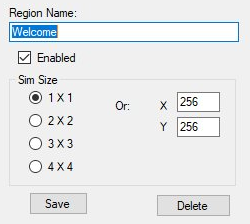 Region Name:
Welcome
Enabled
Sim Size
1 X 1 Or: X 256
2 X 2 Y 256
3 X 3
4 X 4
Save Delete